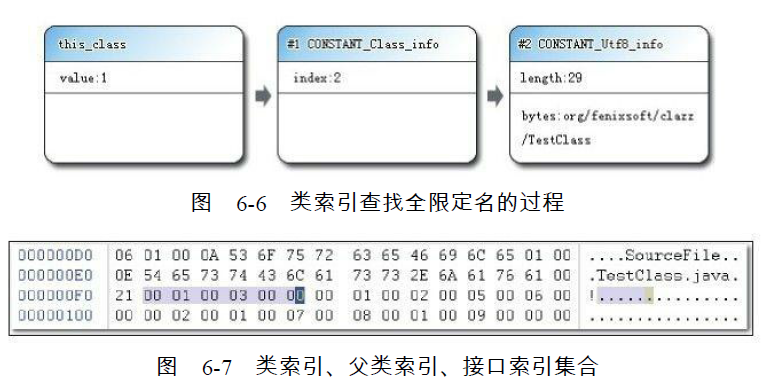 this_class
value:1
#1 CONSTANT_Class_info
index:2
#2 CONSTANT_Utf8_info
length:29
bytes:org/fenixsoft/clazz
/TestClass
图 6-6 类索引查找全限定名的过程
000000D0 06 01 00 0A 53 6F 75 72 63 65 46 69 6C 65 01 00 ....SourceFile..
000000E0 0E 54 65 73 74 43 6C 61 73 73 2E 6A 61 76 61 00 .TestClass.java.
000000F0 21 00 01 00 03 00 00 00 01 00 02 00 05 00 06 00 !...............
00000100 00 00 02 00 01 00 07 00 08 00 01 00 09 00 00 00 ................
图 6-7 类索引、父类索引、接口索引集合